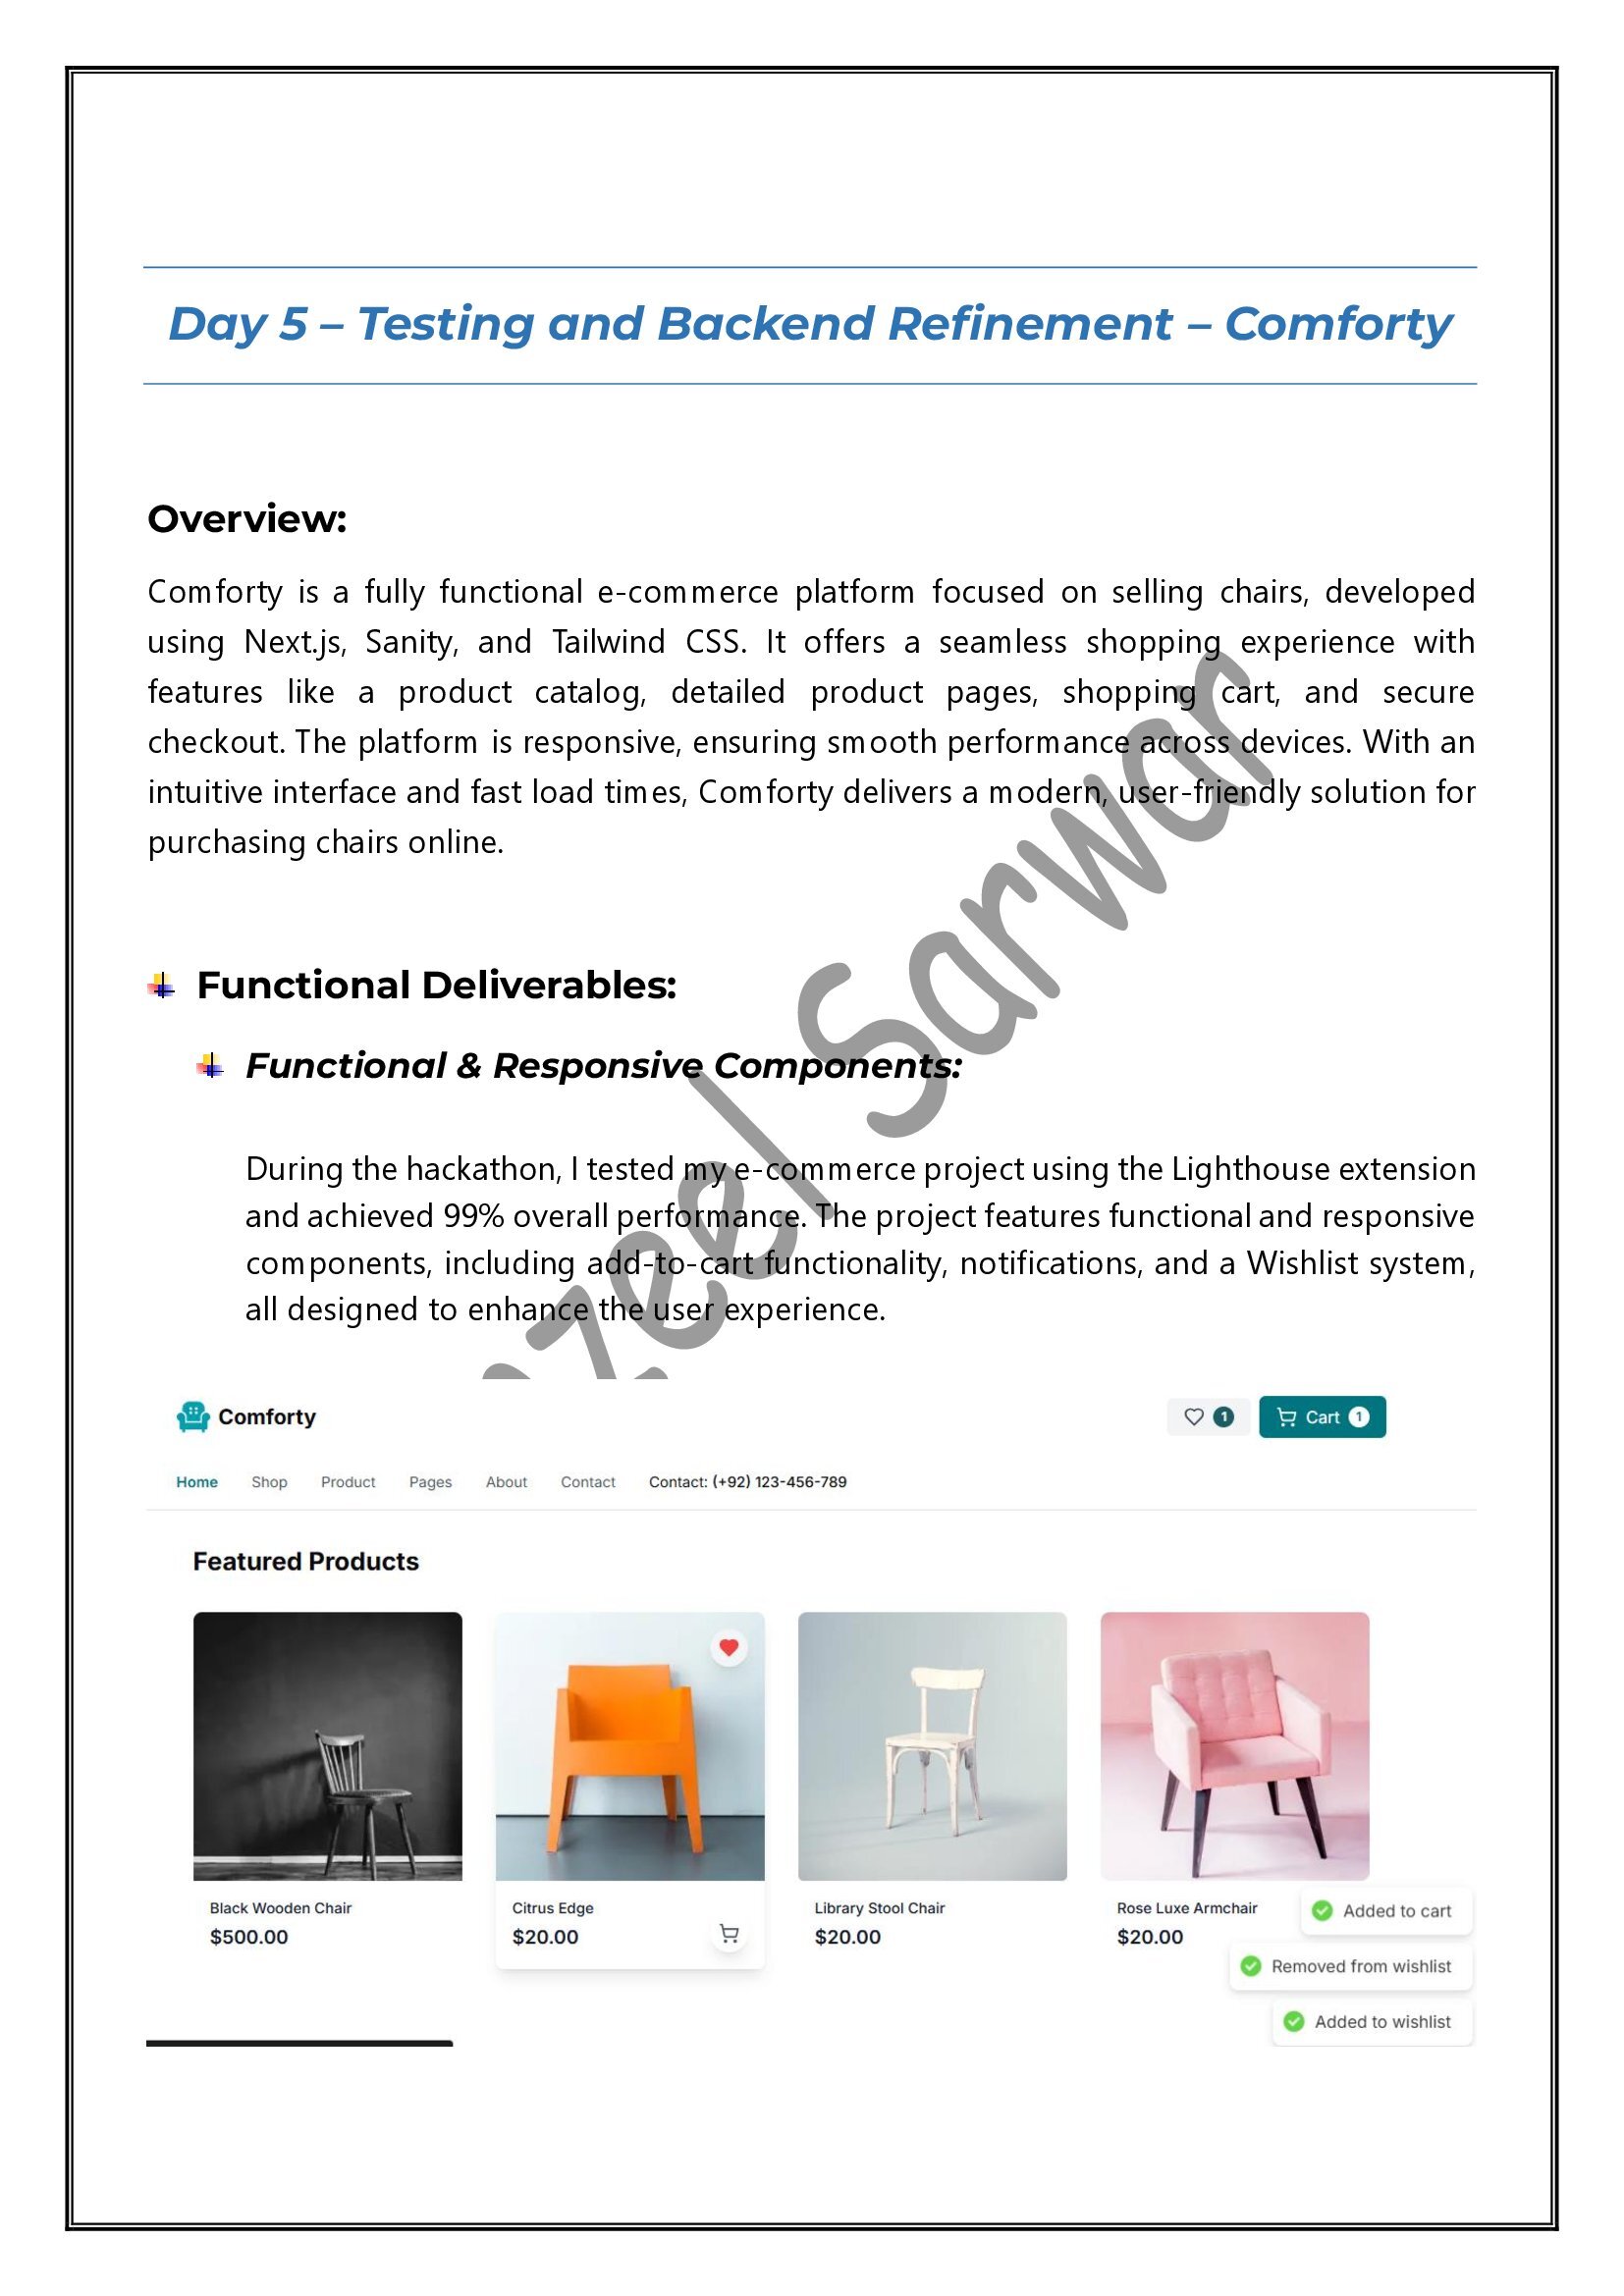 Day 5 – Testing and Backend Refinement – Comforty
Overview:
Comforty is a fully functional e-commerce platform focused on selling chairs, developed
using Next.js, Sanity, and Tailwind CSS. It offers a seamless shopping experience with
features like a product catalog, detailed product pages, shopping cart, and secure
checkout. The platform is responsive, ensuring smooth performance across devices. With an
intuitive interface and fast load times, Comforty delivers a modern, user-friendly solution for
purchasing chairs online.
Functional Deliverables:
Functional & Responsive Components:
During the hackathon, I tested my e-commerce project using the Lighthouse extension
and achieved 99% overall performance. The project features functional and responsive
components, including add-to-cart functionality, notifications, and a Wishlist system,
all designed to enhance the user experience.
Sarwar
Comforty
1
Cart 1
Home Shop Product Pages About Contact Contact: (+92) 123-456-789
Featured Products
Black Wooden Chair
$500.00
Citrus Edge
$20.00
Library Stool Chair
$20.00
Rose Luxe Armchair
$20.00
Added to cart
Removed from wishlist
Added to wishlist